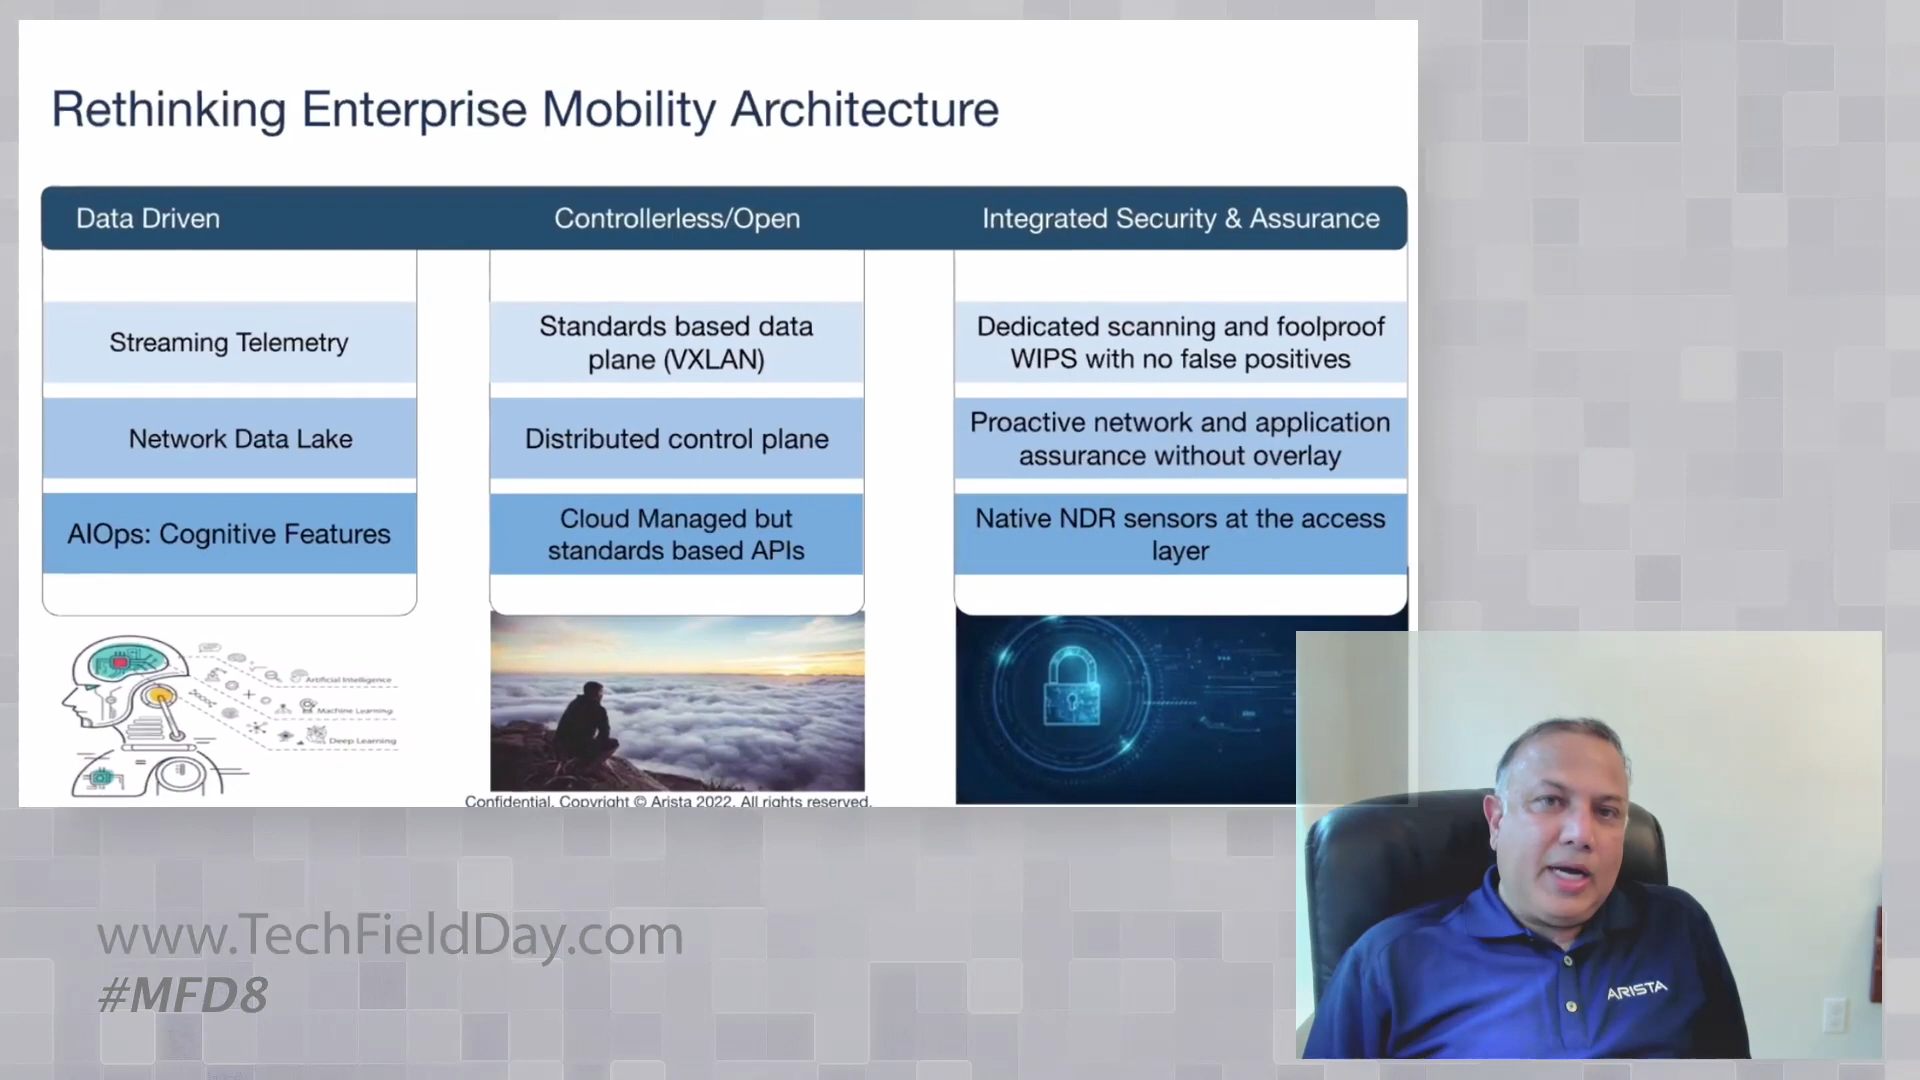 Rethinking Enterprise Mobility Architecture
Data Driven
Controllerless/Open
Integrated Security & Assurance
Streaming Telemetry
Standards based data
plane (VXLAN)
Dedicated scanning and foolproof
WIPS with no false positives
Network Data Lake
Distributed control plane
Proactive network and application
assurance without overlay
AIOps: Cognitive Features
Cloud Managed but
standards based APIs
Native NDR sensors at the access
layer
Artificial Intelligence
Machine Learning
Deep Learning
Confidential. Copyright © Arista 2022. All rights reserved.
www.TechFieldDay.com
#MFD8
ARISTA